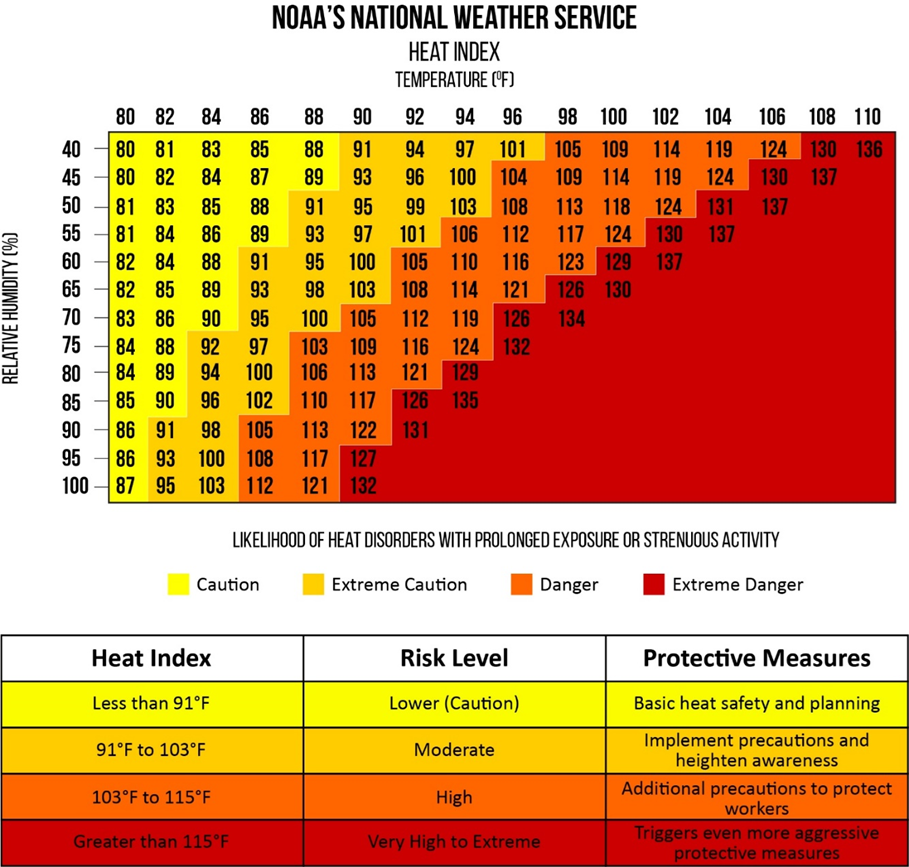 NOAA'S NATIONAL WEATHER SERVICE
HEAT INDEX
TEMPERATURE (⁰F)
80 82 84 86 88 90 92 94 96 98 100 102 104 106 108 110
RELATIVE HUMIDITY (%)
40 80 81 83 85 88 91 94 97 101 105 109 114 119 124 130 136
45 80 82 84 87 89 93 96 100 104 109 114 119 124 130 137
50 81 83 85 88 91 95 99 103 108 113 118 124 131 137
55 81 84 86 89 93 97 101 106 112 117 124 130 137
60 82 84 88 91 95 100 105 110 116 123 129 137
65 82 85 89 93 98 103 108 114 121 126 130
70 83 86 90 95 100 105 112 119 126 134
75 84 88 92 97 103 109 116 124 132
80 84 89 94 100 106 113 121 129
85 85 90 96 102 110 117 126 135
90 86 91 98 105 113 122 131
95 86 93 100 108 117 127
100 87 95 103 112 121 132
LIKELIHOOD OF HEAT DISORDERS WITH PROLONGED EXPOSURE OR STRENUOUS ACTIVITY
Caution Extreme Caution Danger Extreme Danger
Heat Index Risk Level Protective Measures
Less than 91°F Lower (Caution) Basic heat safety and planning
91°F to 103°F Moderate Implement precautions and
heighten awareness
103°F to 115°F High Additional precautions to protect
workers
Greater than 115°F Very High to Extreme Triggers even more aggressive
protective measures